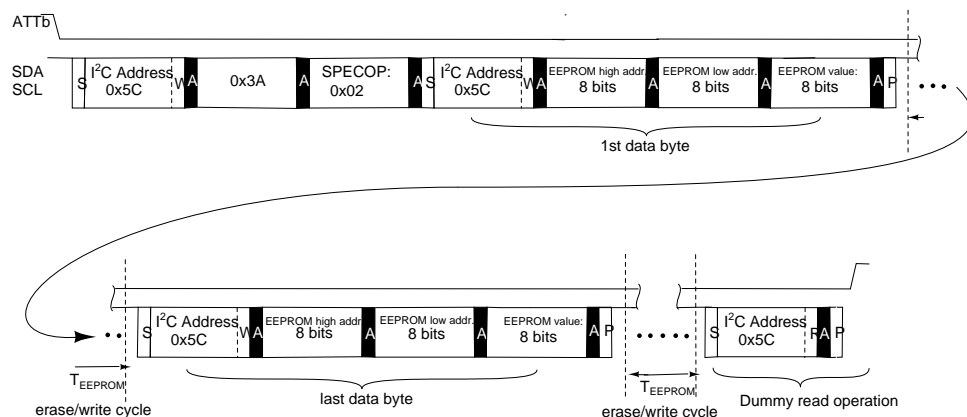 ATTb
SDA
SCL
S
I²C Address
0x5C
W
A
0x3A
A
SPECOP:
0x02
A
S
I²C Address
0x5C
W
A
EEPROM high addr.
8 bits
A
EEPROM low addr.
8 bits
A
EEPROM value:
8 bits
A
P
1st data byte
S
I²C Address
0x5C
W
A
EEPROM high addr.
8 bits
A
EEPROM low addr.
8 bits
A
EEPROM value:
8 bits
A
P
S
I²C Address
0x5C
R
A
P
TEEPROM
erase/write cycle
last data byte
TEEPROM
erase/write cycle
Dummy read operation